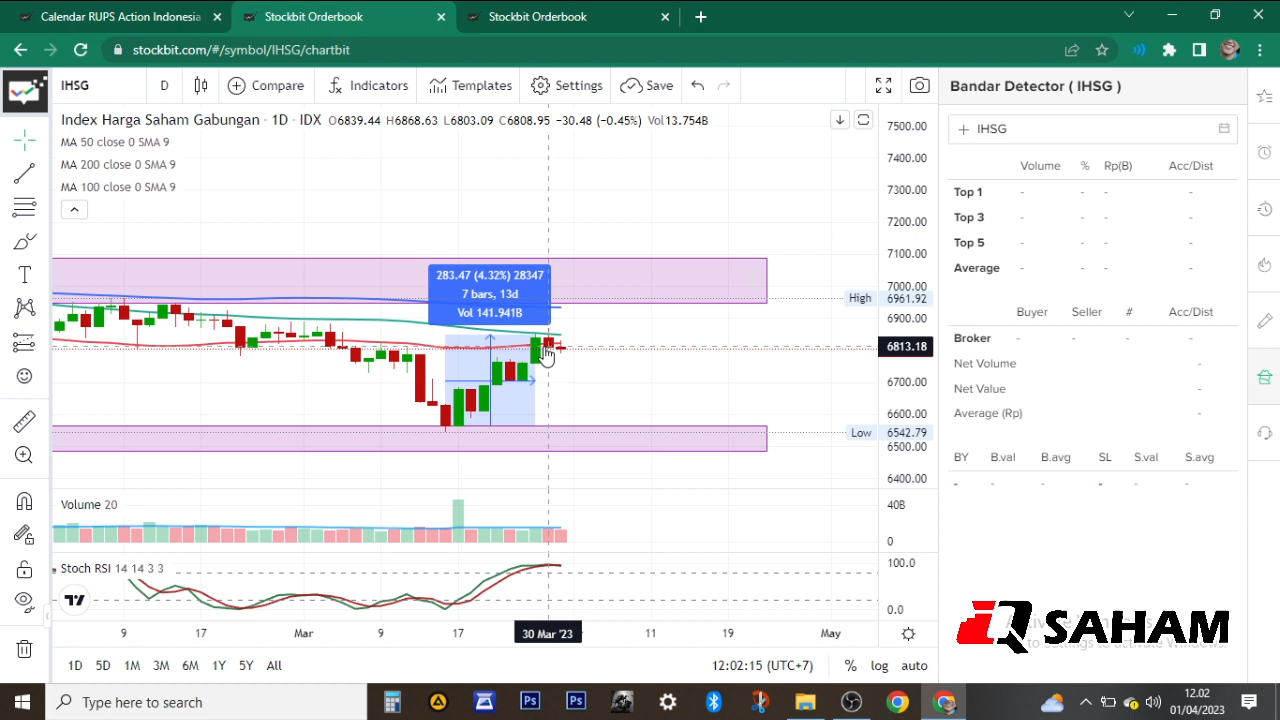 Calendar RUPS Action Indonesia
Stockbit Orderbook
Stockbit Orderbook
stockbit.com/#/symbol/IHSG/chartbit
IHSG
D
Compare
Indicators
Templates
Settings
Save
Bandar Detector ( IHSG )
Index Harga Saham Gabungan · 1D · IDX O6839.44 H6868.63 L6803.09 C6808.95 -30.48 (-0.45%) Vol13.754B
MA 50 close 0 SMA 9
MA 200 close 0 SMA 9
MA 100 close 0 SMA 9
283.47 (4.32%) 28347
7 bars, 13d
Vol 141.941B
7500.00
7400.00
7300.00
7200.00
7100.00
7000.00
High 6961.92
6900.00
6813.18
6700.00
6600.00
Low 6542.79
6500.00
6400.00
Volume 20
40B
0
Stoch RSI 14 14 3 3
100.0
0.0
9 17 Mar 9 17 30 Mar '23 11 19 May
1D 5D 1M 3M 6M 1Y 5Y All
12:02:15 (UTC+7) % log auto
IHSG
Volume % Rp(B) Acc/Dist
Top 1 - - - -
Top 3 - - - -
Top 5 - - - -
Average - - - -
Buyer Seller # Acc/Dist
Broker - - - -
Net Volume -
Net Value -
Average (Rp) -
BY B.val B.avg SL S.val S.avg
- - - - - -
iQ SAHAM
to Settings to activate Windows.
Type here to search
12.02
01/04/2023